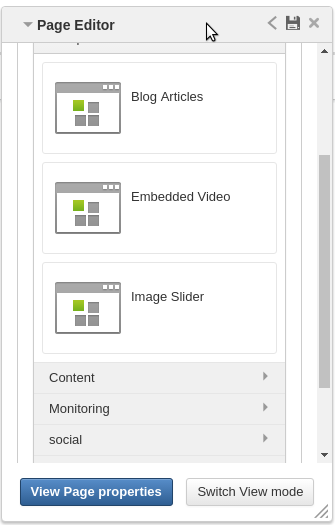 Page Editor
Blog Articles
Embedded Video
Image Slider
Content
Monitoring
social
View Page properties
Switch View mode